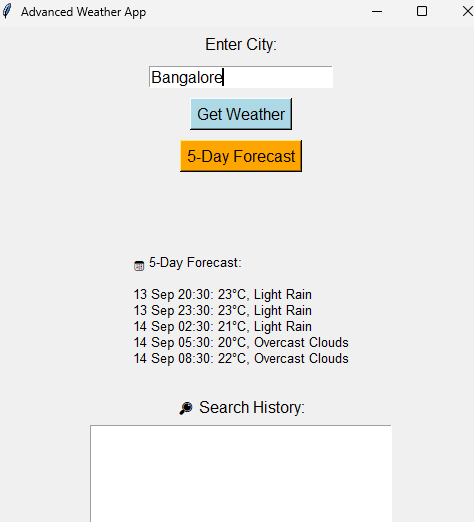 Advanced Weather App
Enter City:
Bangalore
Get Weather
5-Day Forecast
5-Day Forecast:
13 Sep 20:30: 23°C, Light Rain
13 Sep 23:30: 23°C, Light Rain
14 Sep 02:30: 21°C, Light Rain
14 Sep 05:30: 20°C, Overcast Clouds
14 Sep 08:30: 22°C, Overcast Clouds
Search History: